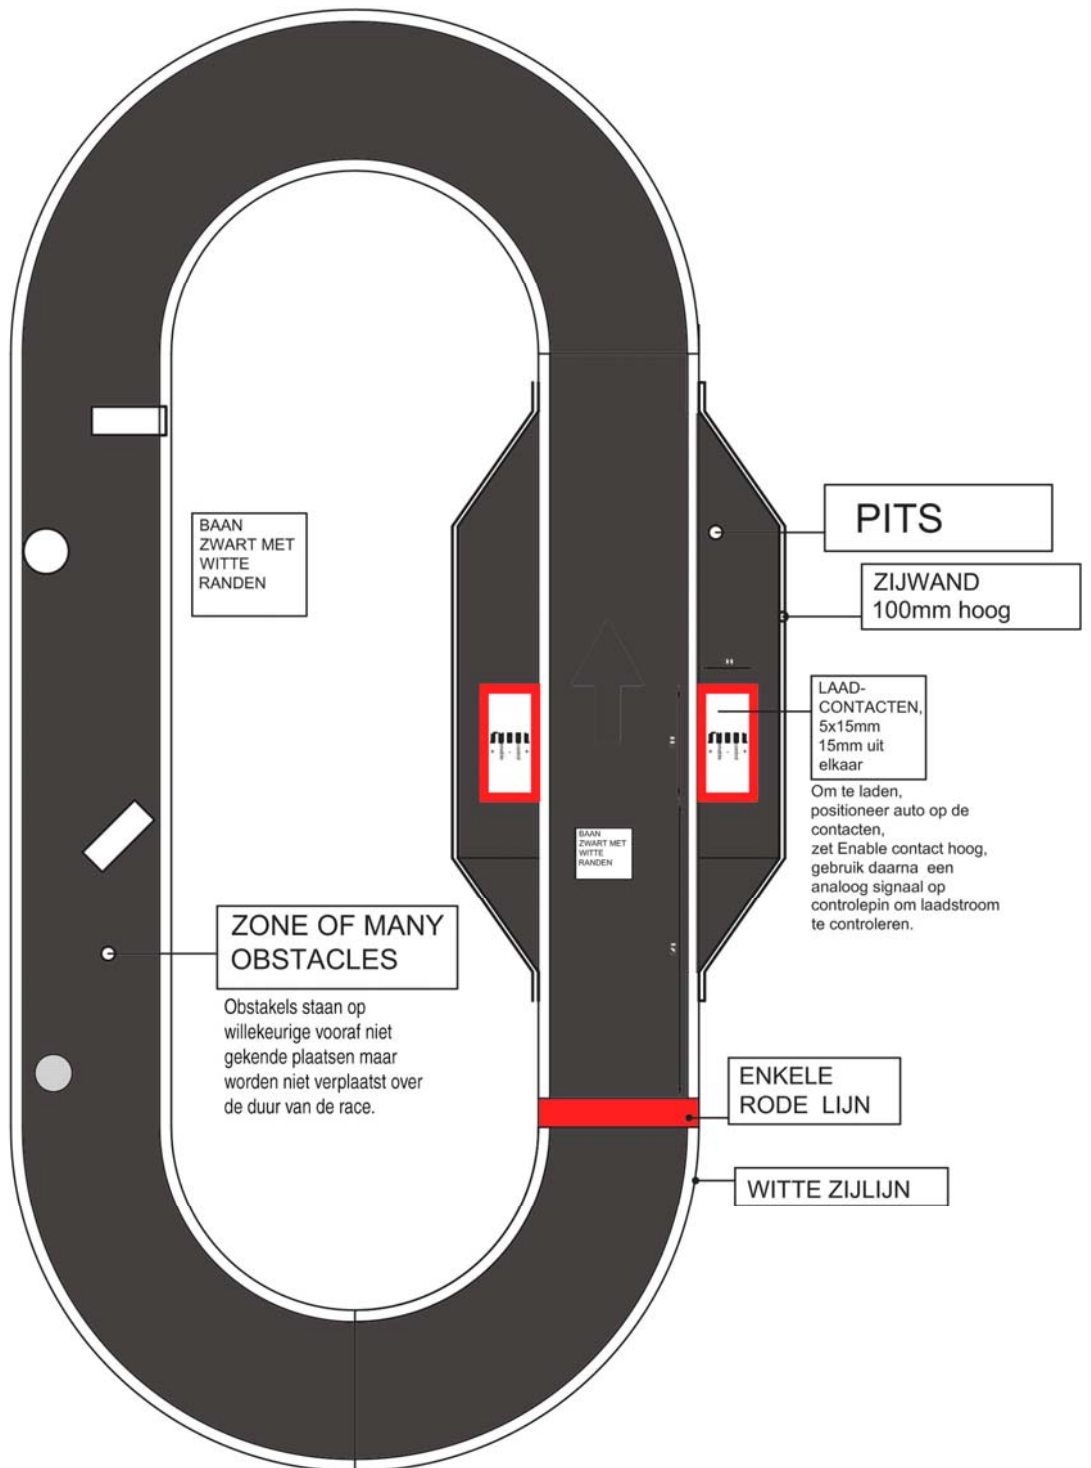 BAAN
ZWART MET
WITTE
RANDEN
PITS
ZIJWAND
100mm hoog
LAAD-
CONTACTEN,
5x15mm
15mm uit
elkaar
Om te laden,
positioneer auto op de
contacten,
zet Enable contact hoog,
gebruik daarna een
analoog signaal op
controlepin om laadstroom
te controleren.
BAAN
ZWART MET
WITTE
RANDEN
ZONE OF MANY
OBSTACLES
Obstakels staan op
willekeurige vooraf niet
gekende plaatsen maar
worden niet verplaatst over
de duur van de race.
ENKELE
RODE LIJN
WITTE ZIJLIJN